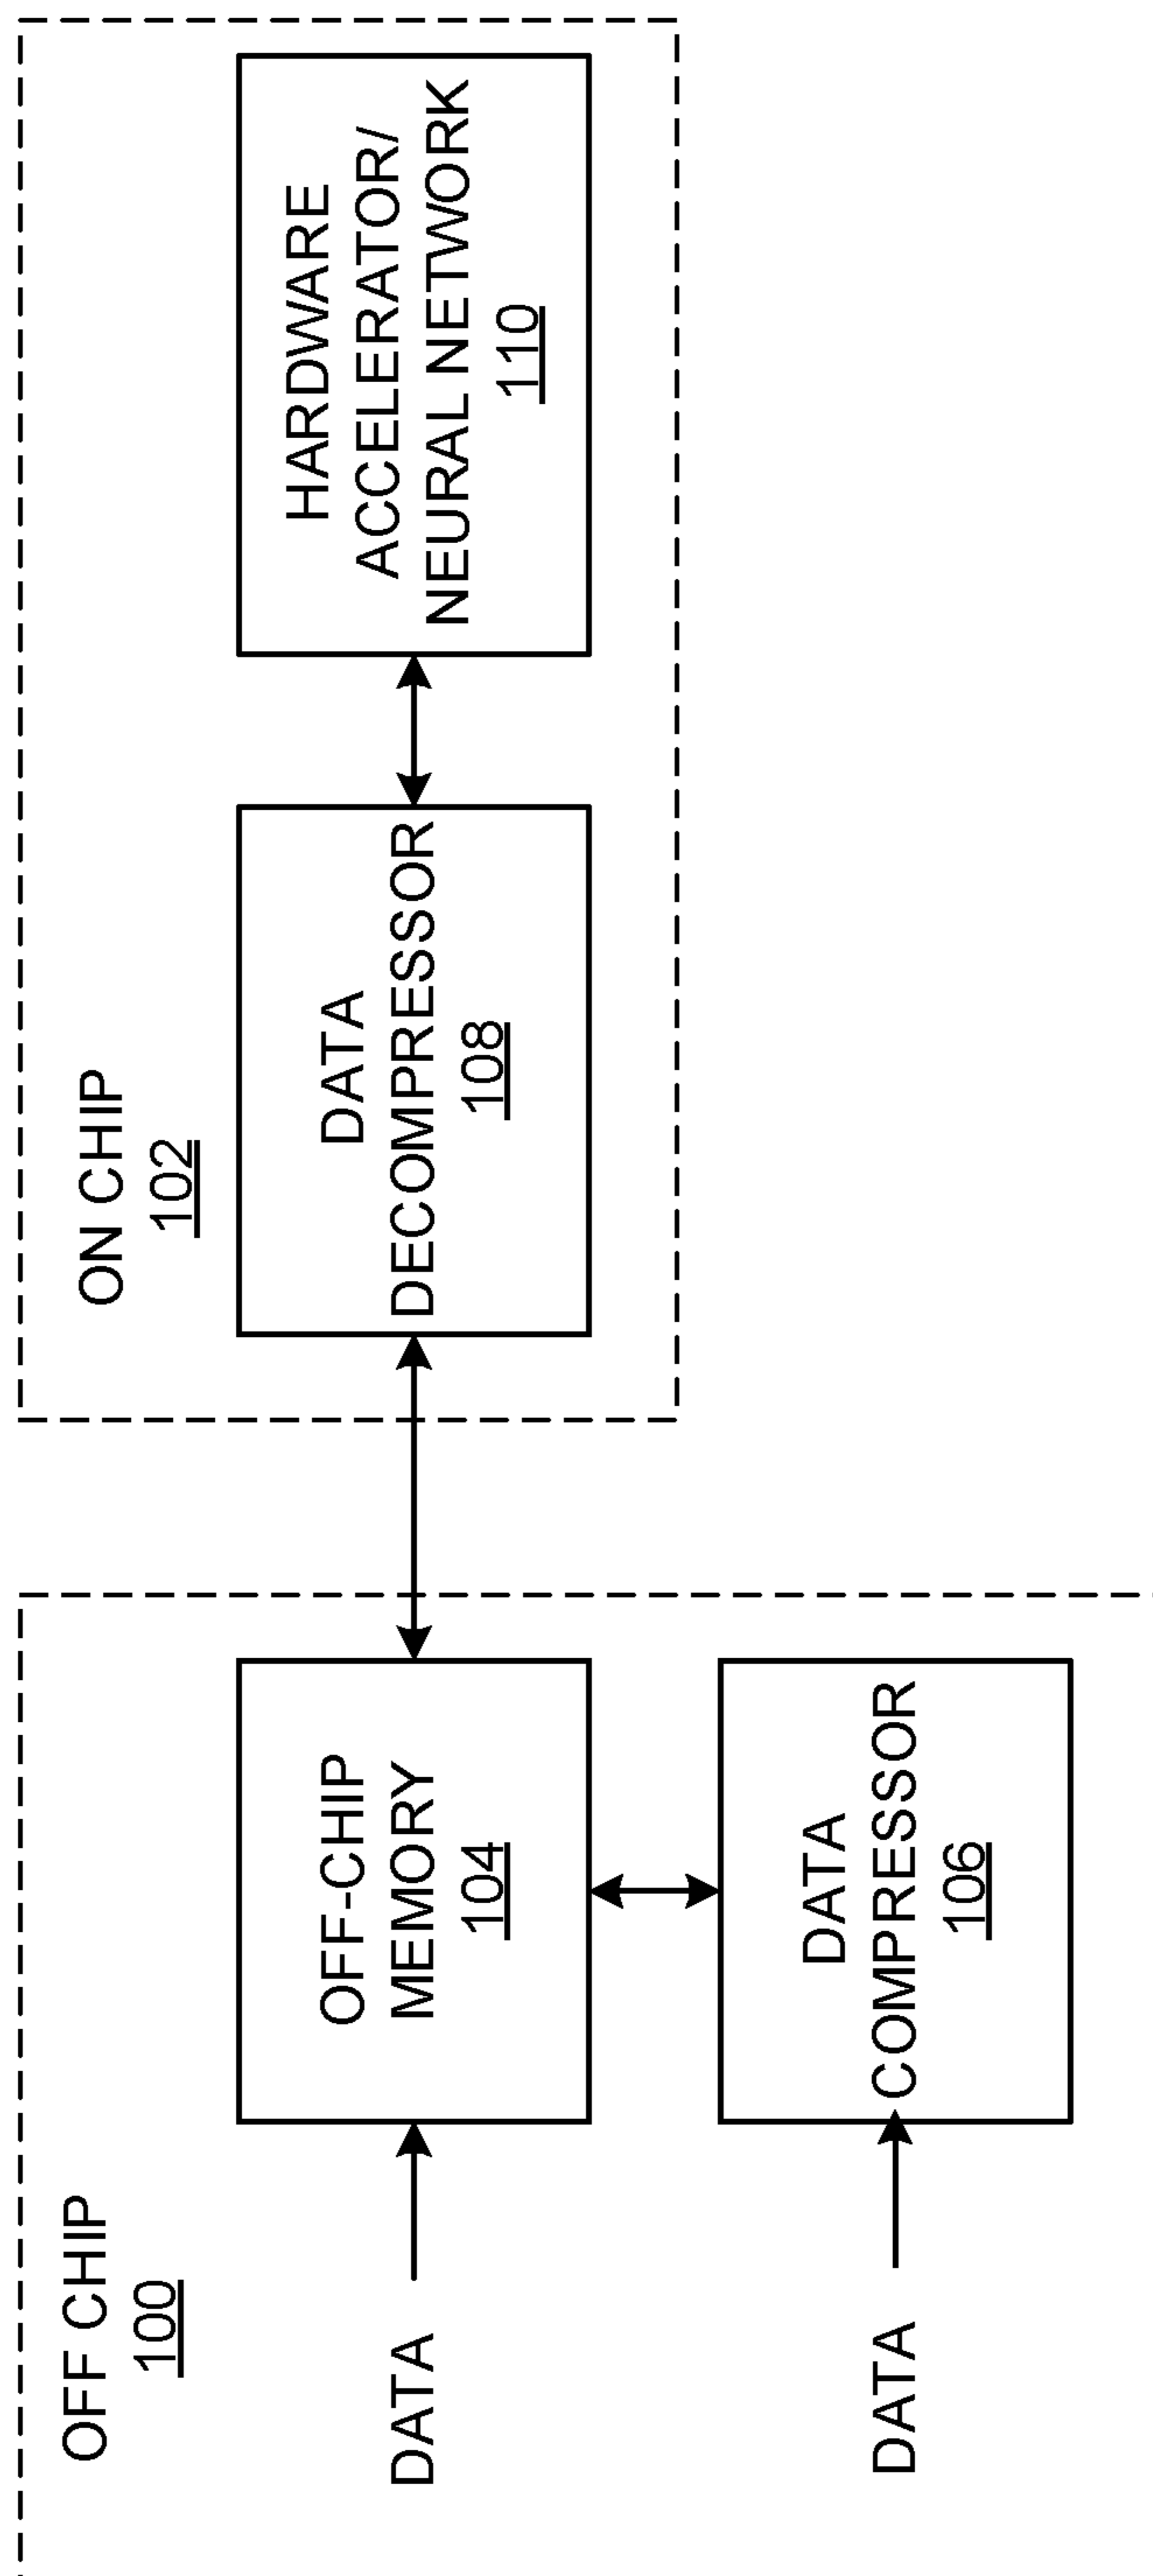 OFF CHIP
100
DATA
OFF-CHIP
MEMORY
104
DATA
DATA
COMPRESSOR
106
ON CHIP
102
DATA
DECOMPRESSOR
108
HARDWARE
ACCELERATOR/
NEURAL NETWORK
110